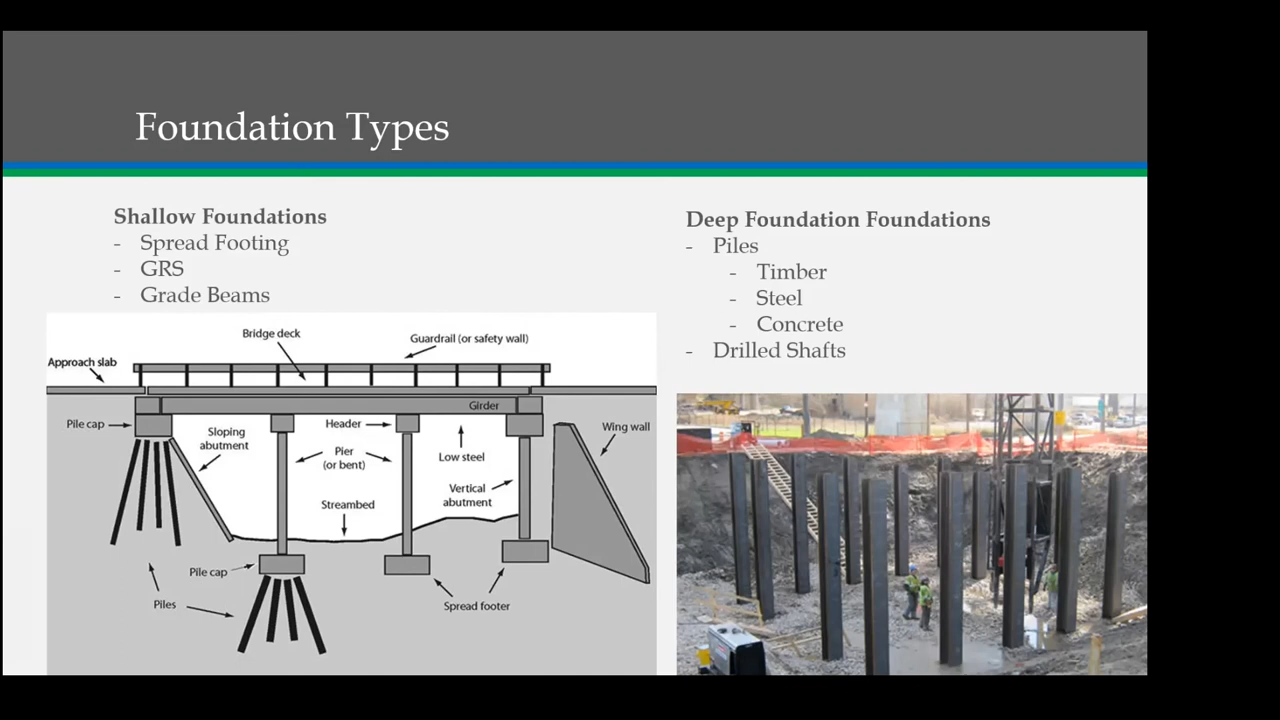 Foundation Types
Shallow Foundations
- Spread Footing
- GRS
- Grade Beams
Deep Foundation Foundations
- Piles
- Timber
- Steel
- Concrete
- Drilled Shafts
Bridge deck
Guardrail (or safety wall)
Approach slab
Girder
Pile cap
Header
Wing wall
Sloping
abutment
Pier
(or bent)
Low steel
Vertical
abutment
Streambed
Pile cap
Piles
Spread footer